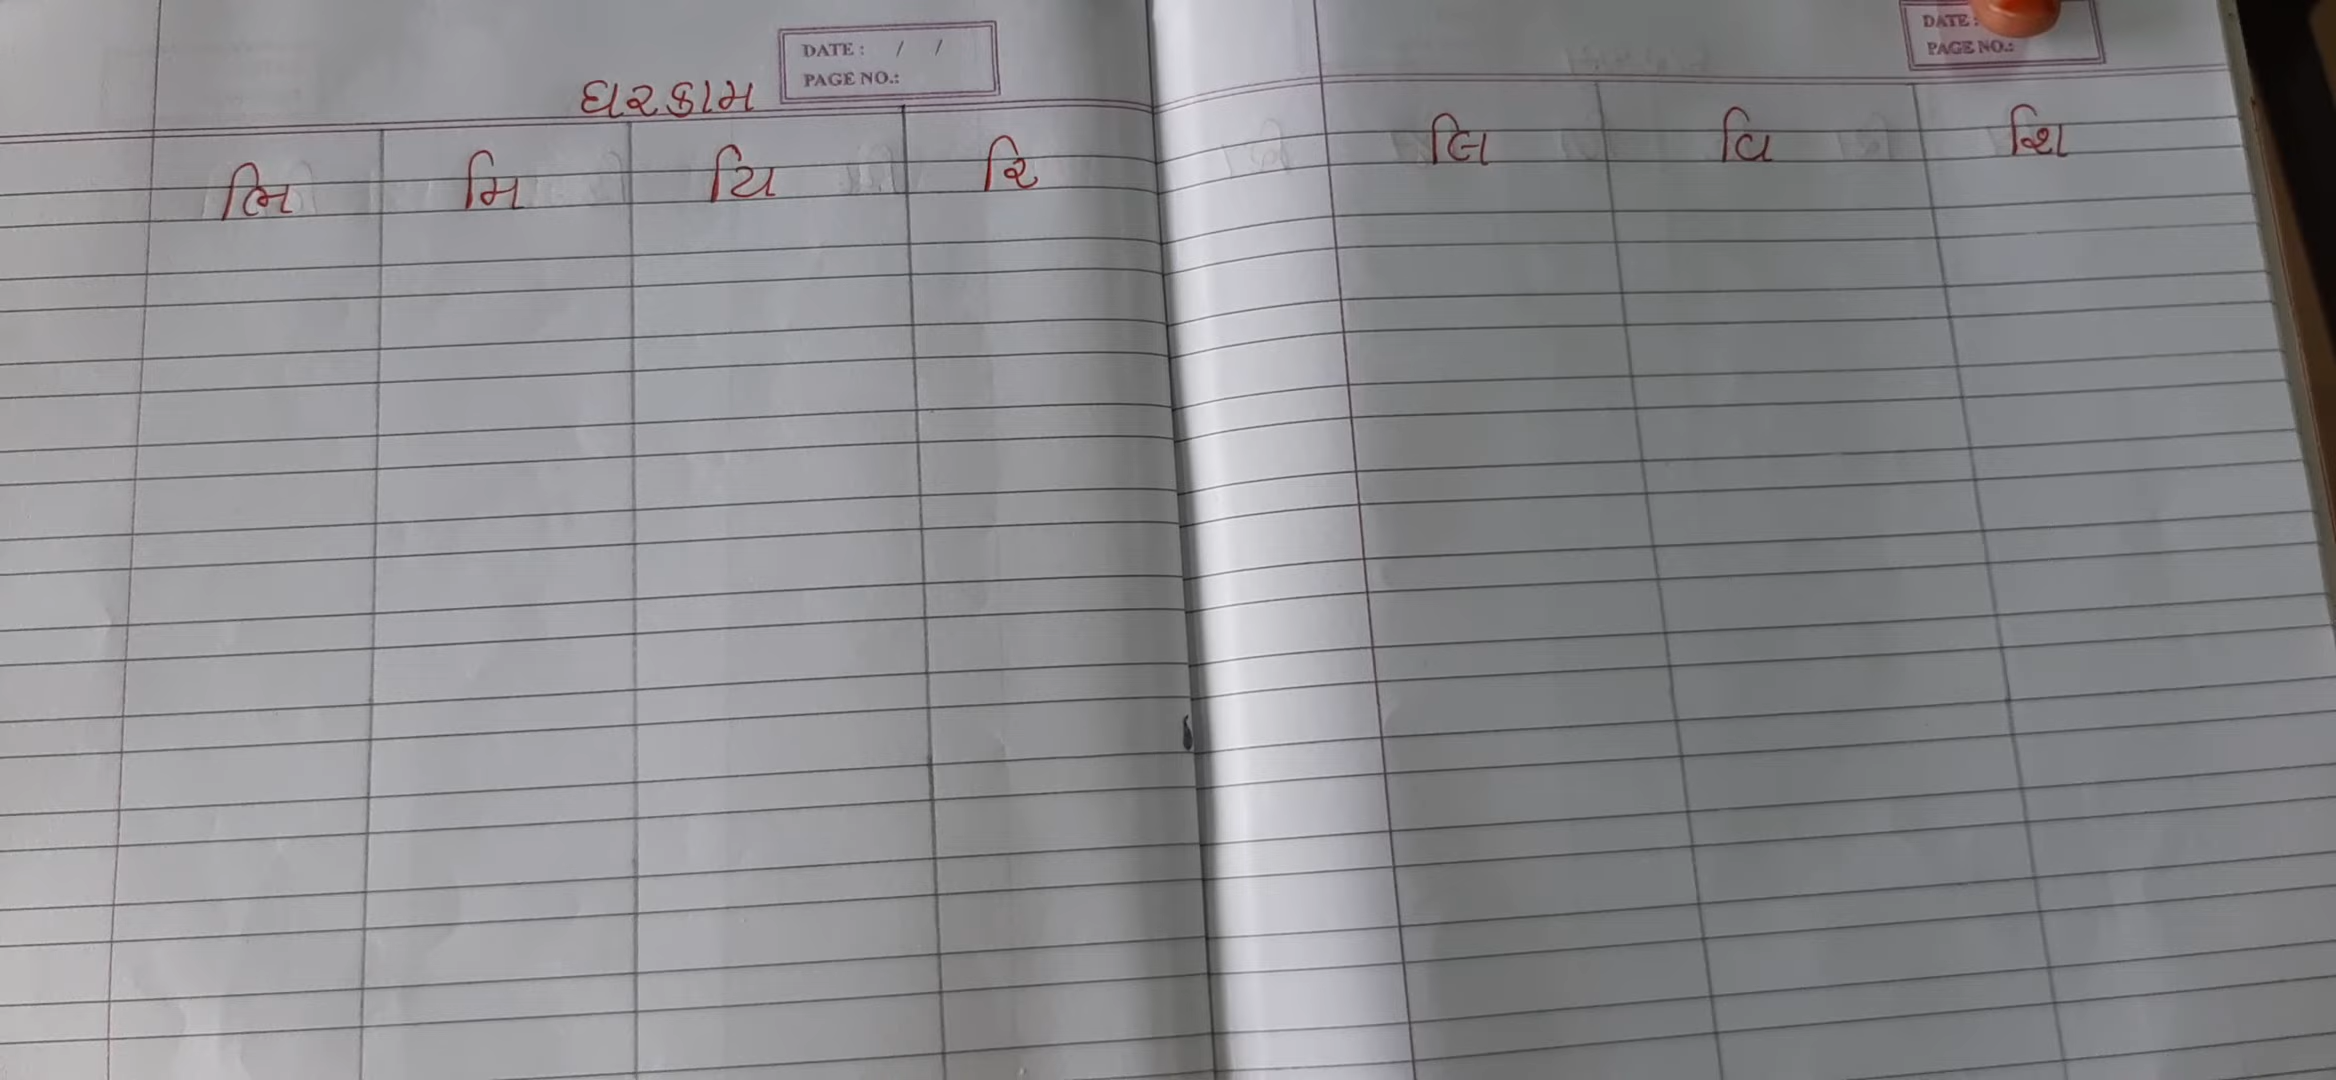 DATE : / /
PAGE NO.:
ઘરકામ
ભિ મિ યિ રિ
DATE :
PAGE NO.:
લિ વિ શિ